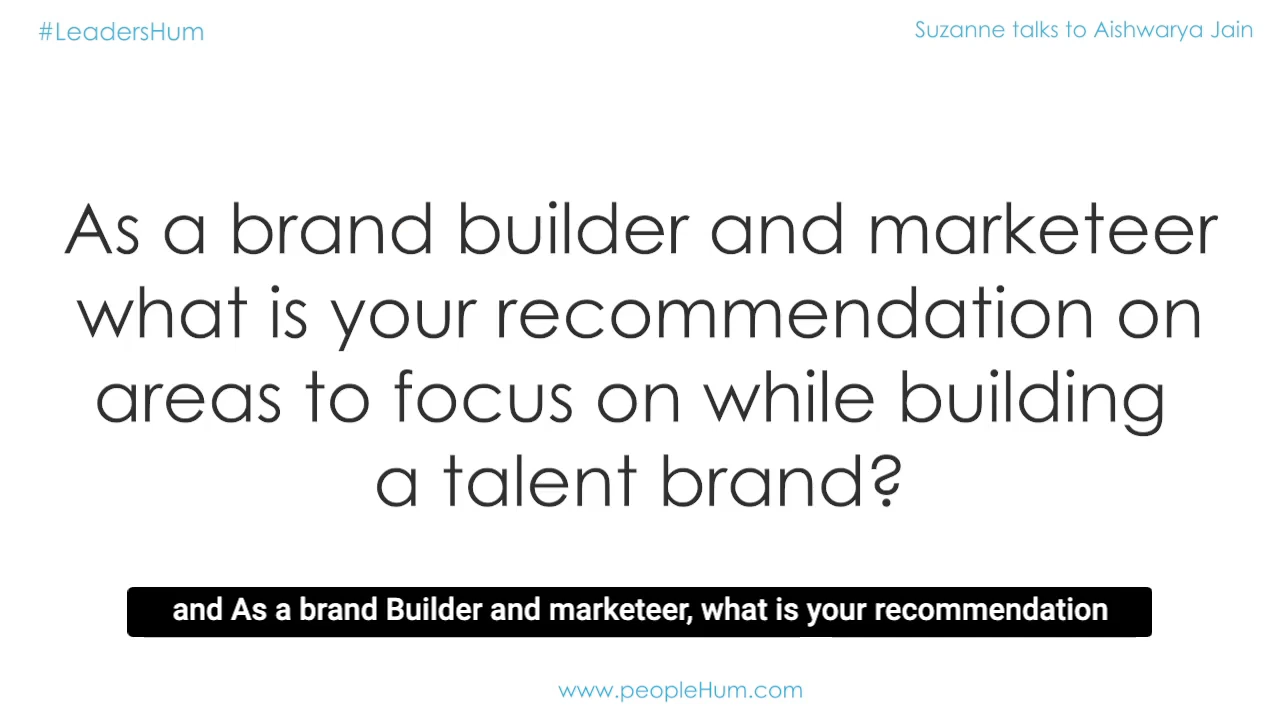 #LeadersHum
Suzanne talks to Aishwarya Jain
As a brand builder and marketeer
what is your recommendation on
areas to focus on while building
a talent brand?
and As a brand Builder and marketeer, what is your recommendation
www.peopleHum.com